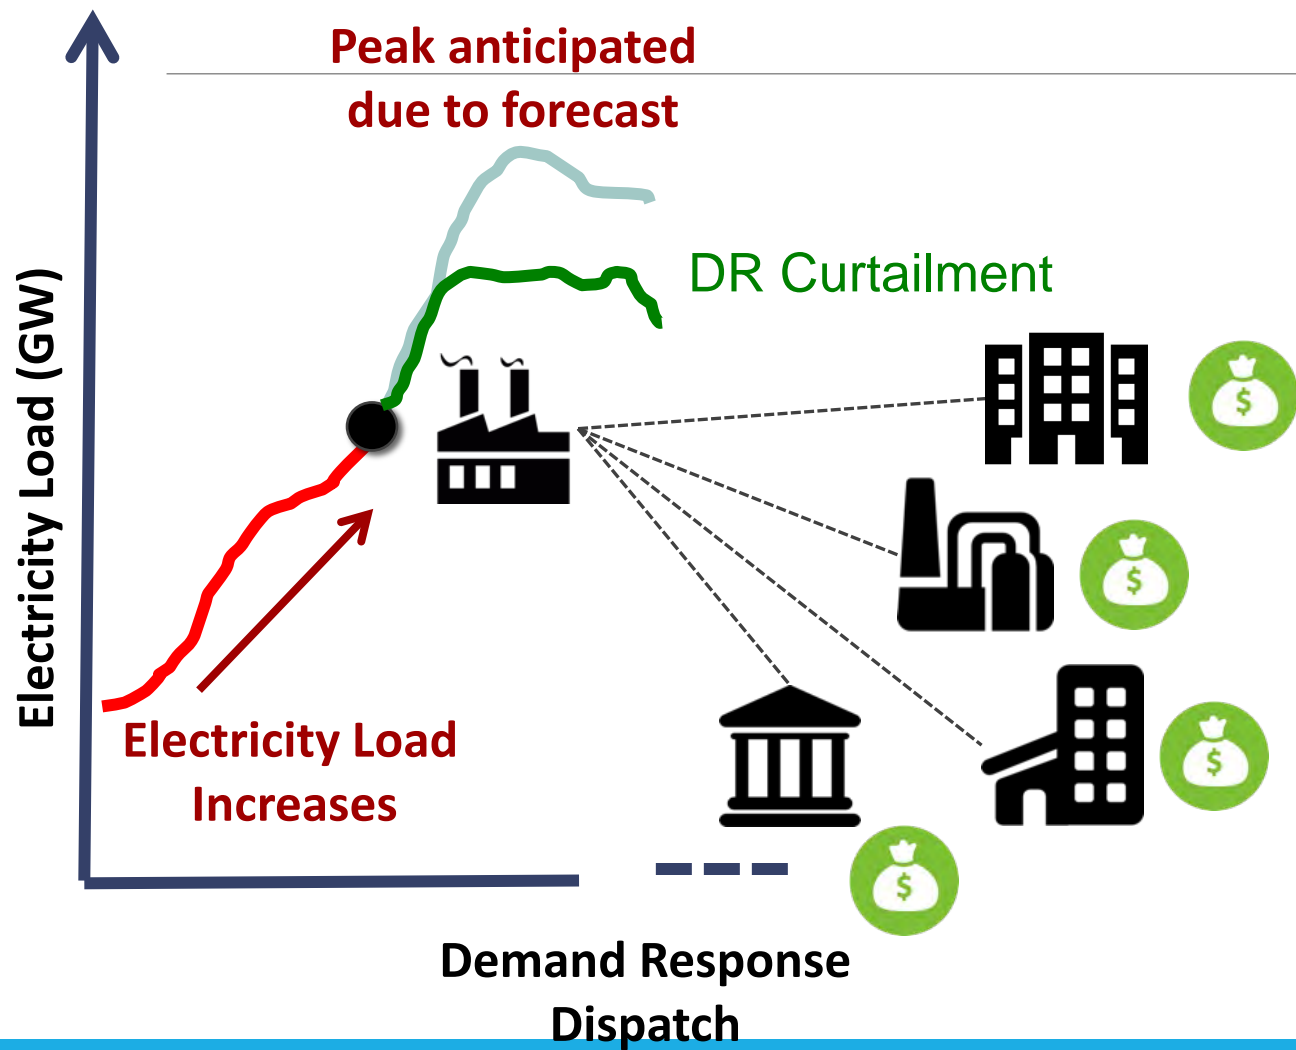 Peak anticipated
due to forecast
DR Curtailment
Electricity Load (GW)
Electricity Load
Increases
$
$
$
$
Demand Response
Dispatch